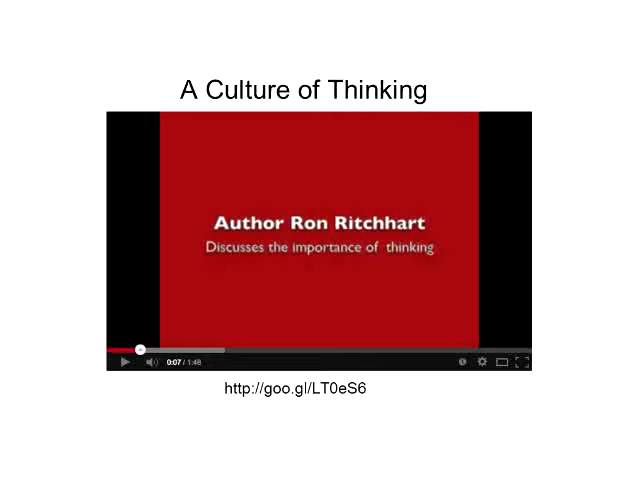 A Culture of Thinking
Author Ron Ritchhart
Discusses the importance of thinking
0:07 / 1:48
http://goo.gl/LT0eS6